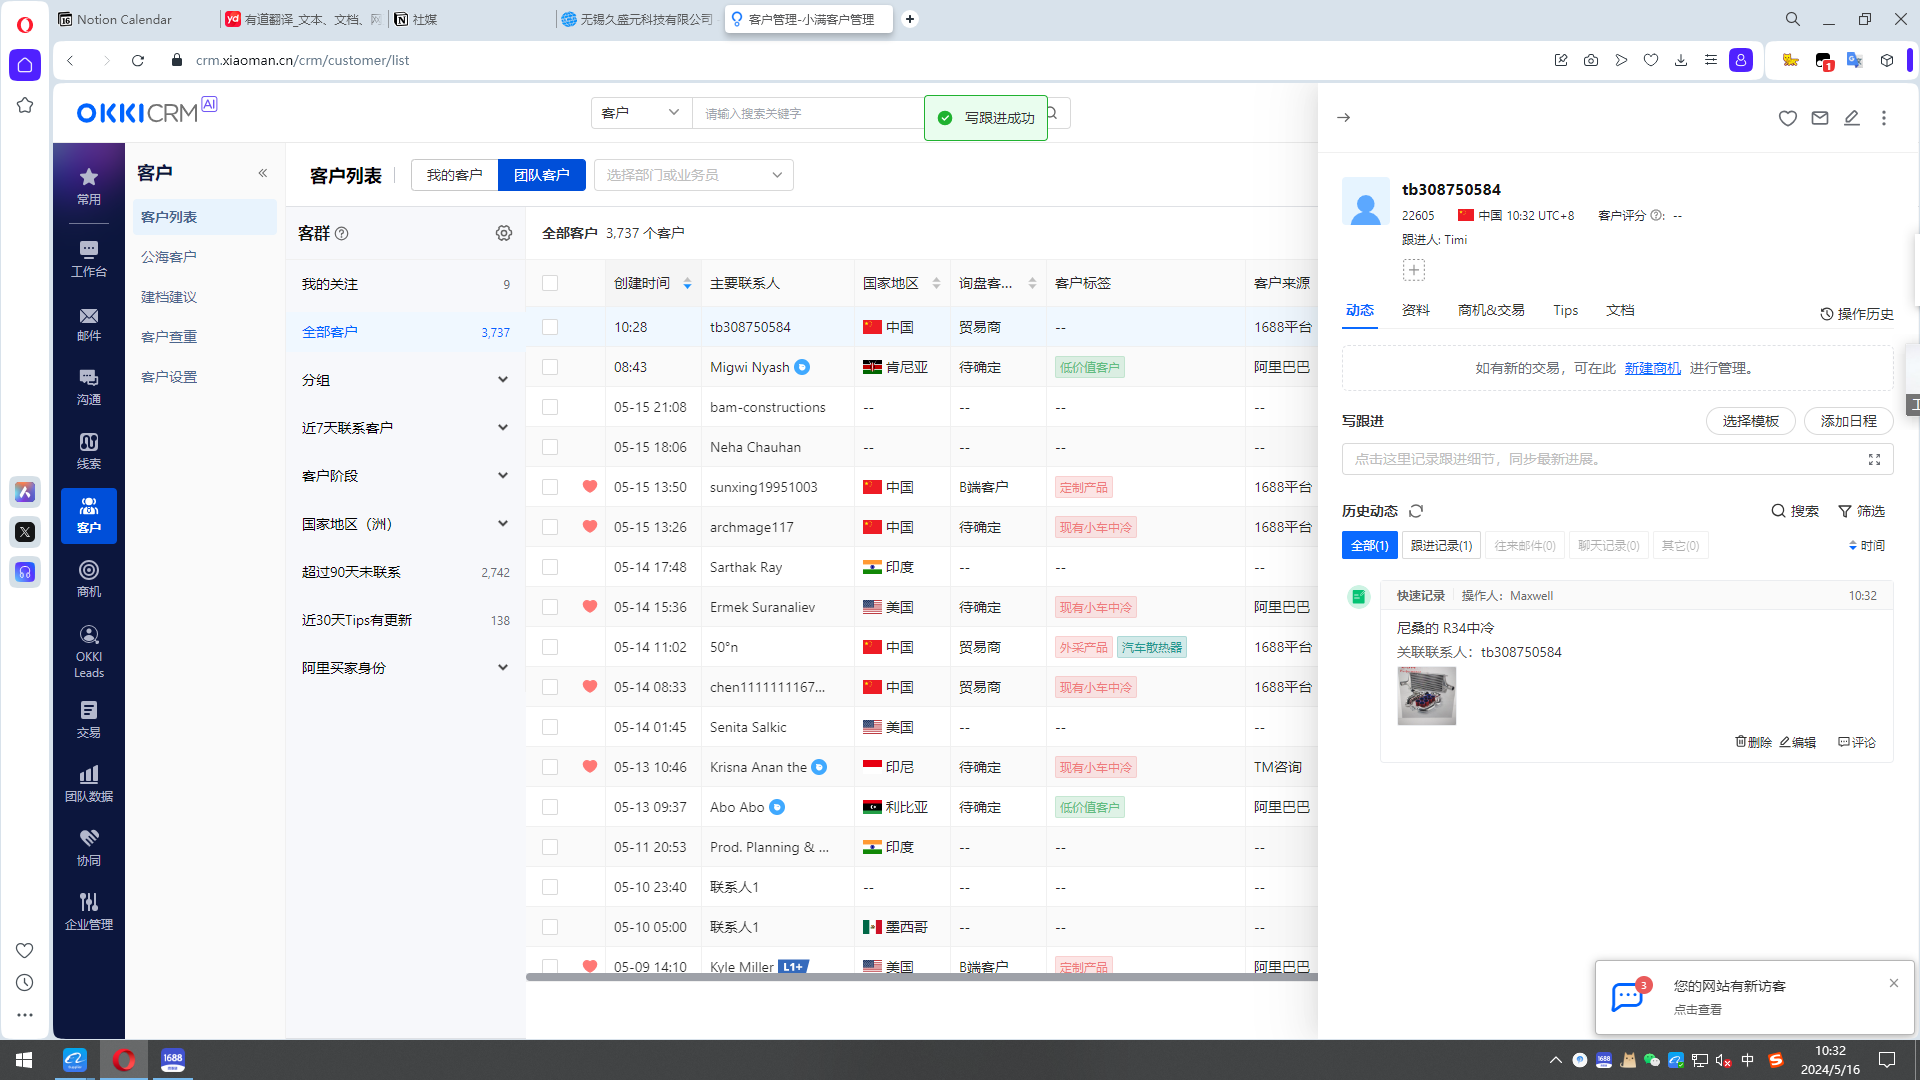 Notion Calendar
有道翻译_文本、文档、网
社媒
无锡久盛元科技有限公司
客户管理-小满客户管理
crm.xiaoman.cn/crm/customer/list
1
OKKICRM AI
客户
请输入搜索关键字
写跟进成功
常用
工作台
邮件
沟通
线索
客户
商机
OKKI
Leads
交易
团队数据
协同
企业管理
客户
客户列表
公海客户
建档建议
客户查重
客户设置
客户列表
我的客户
团队客户
选择部门或业务员
客群
我的关注 9
全部客户 3,737
分组
近7天联系客户
客户阶段
国家地区（洲）
超过90天未联系 2,742
近30天Tips有更新 138
阿里买家身份
全部客户 3,737 个客户
创建时间 主要联系人 国家地区 询盘客... 客户标签 客户来源
10:28 tb308750584 中国 贸易商 -- 1688平台
08:43 Migwi Nyash 肯尼亚 待确定 低价值客户 阿里巴巴
05-15 21:08 bam-constructions -- -- -- --
05-15 18:06 Neha Chauhan -- -- -- --
05-15 13:50 sunxing19951003 中国 B端客户 定制产品 1688平台
05-15 13:26 archmage117 中国 待确定 现有小车中冷 1688平台
05-14 17:48 Sarthak Ray 印度 -- -- --
05-14 15:36 Ermek Suranaliev 美国 待确定 现有小车中冷 阿里巴巴
05-14 11:02 50°n 中国 贸易商 外采产品 汽车散热器 1688平台
05-14 08:33 chen1111111167... 中国 贸易商 现有小车中冷 1688平台
05-14 01:45 Senita Salkic 美国 -- -- --
05-13 10:46 Krisna Anan the 印尼 待确定 现有小车中冷 TM咨询
05-13 09:37 Abo Abo 利比亚 待确定 低价值客户 阿里巴巴
05-11 20:53 Prod. Planning & ... 印度 -- -- --
05-10 23:40 联系人1 -- -- -- --
05-10 05:00 联系人1 墨西哥 -- -- --
05-09 14:10 Kyle Miller L1+ 美国 B端客户 定制产品 阿里巴巴
tb308750584
22605 中国 10:32 UTC+8 客户评分 : --
跟进人: Timi
动态 资料 商机&交易 Tips 文档 操作历史
如有新的交易，可在此 新建商机 进行管理。
写跟进 选择模板 添加日程
点击这里记录跟进细节，同步最新进展。
历史动态 搜索 筛选
全部(1) 跟进记录(1) 往来邮件(0) 聊天记录(0) 其它(0) 时间
快速记录 操作人： Maxwell 10:32
尼桑的 R34中冷
关联联系人：tb308750584
删除 编辑 评论
3
您的网站有新访客
点击查看
1688
1688
中
10:32
2024/5/16